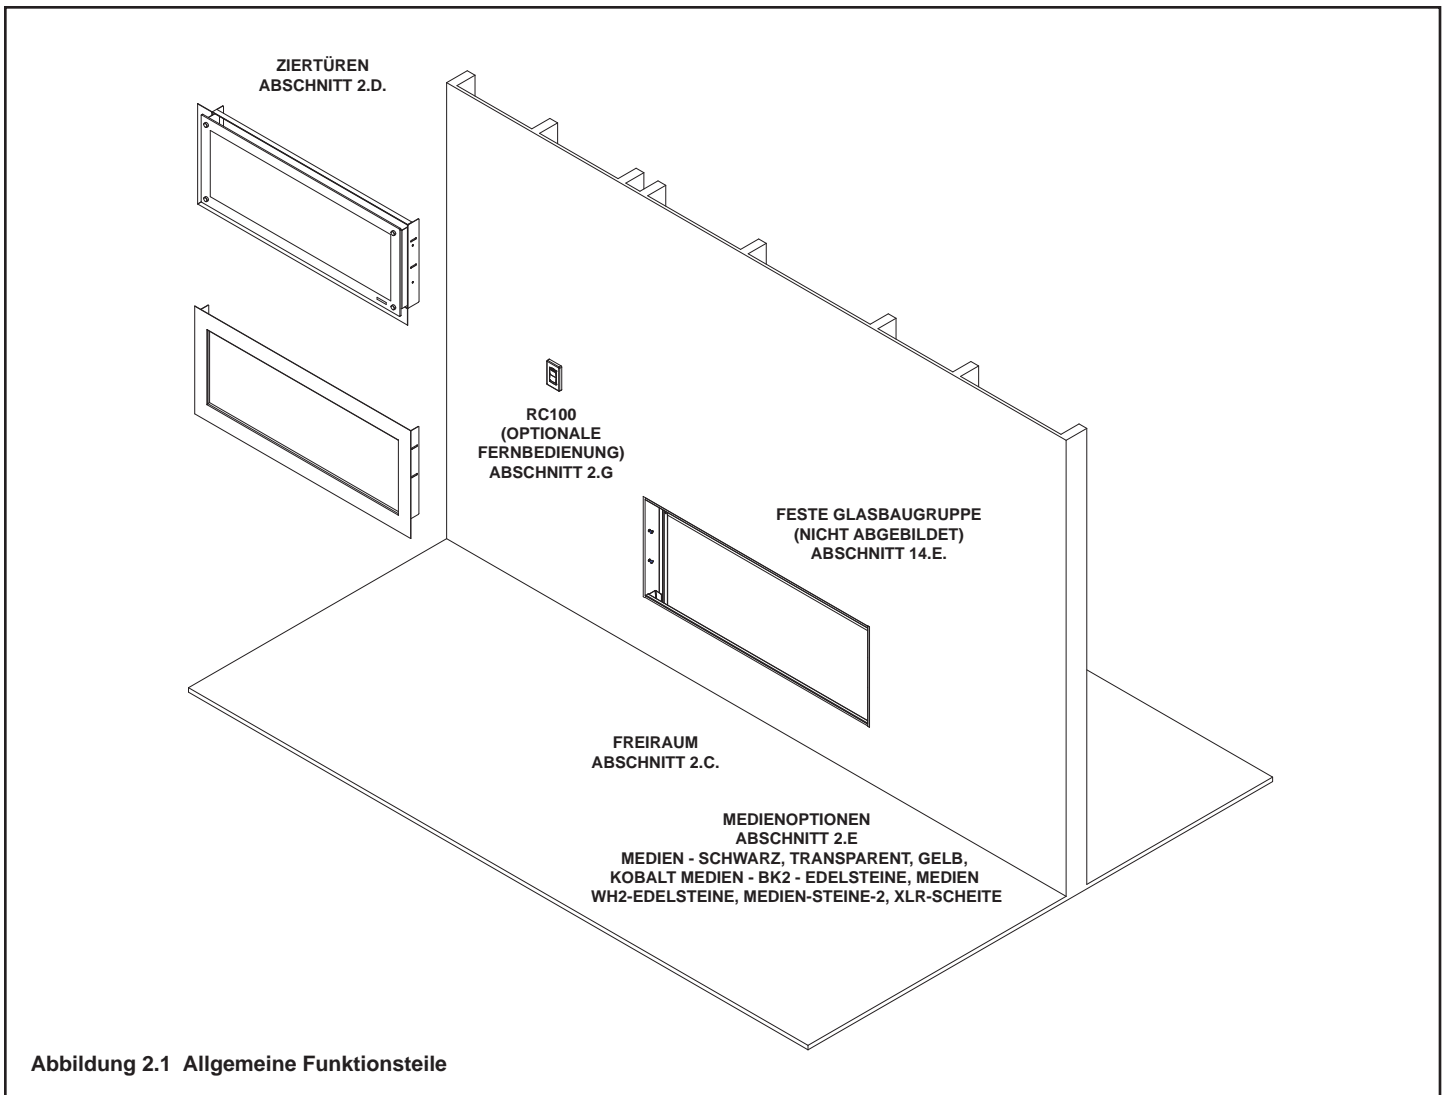 ZIERTÜREN
ABSCHNITT 2.D.
RC100
(OPTIONALE
FERNBEDIENUNG)
ABSCHNITT 2.G
FESTE GLASBAUGRUPPE
(NICHT ABGEBILDET)
ABSCHNITT 14.E.
FREIRAUM
ABSCHNITT 2.C.
MEDIENOPTIONEN
ABSCHNITT 2.E
MEDIEN - SCHWARZ, TRANSPARENT, GELB,
KOBALT MEDIEN - BK2 - EDELSTEINE, MEDIEN
WH2-EDELSTEINE, MEDIEN-STEINE-2, XLR-SCHEITE
Abbildung 2.1 Allgemeine Funktionsteile